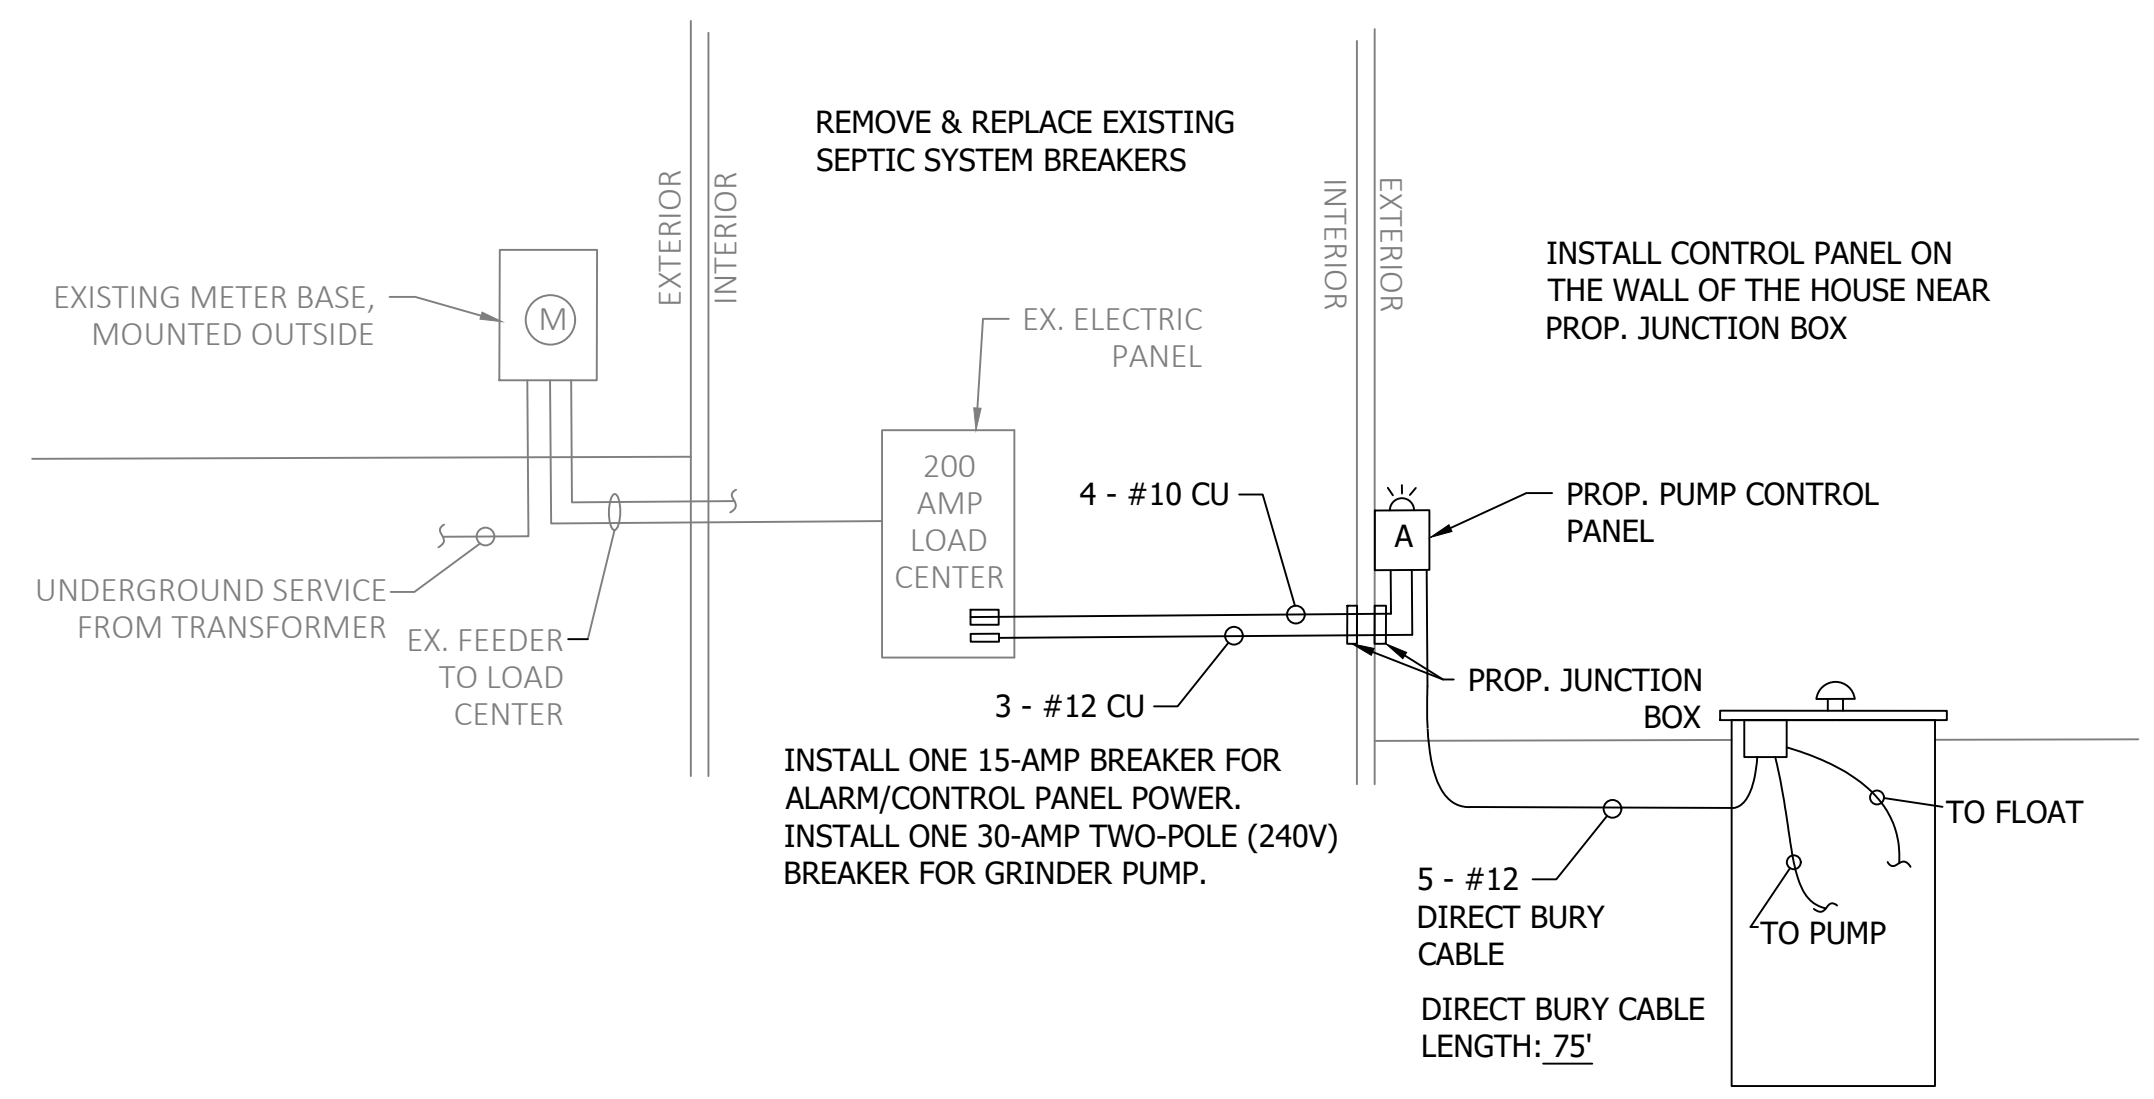 REMOVE & REPLACE EXISTING
SEPTIC SYSTEM BREAKERS
EXTERIOR
INTERIOR
INTERIOR
EXTERIOR
INSTALL CONTROL PANEL ON
THE WALL OF THE HOUSE NEAR
PROP. JUNCTION BOX
EXISTING METER BASE,
MOUNTED OUTSIDE
M
EX. ELECTRIC
PANEL
200
AMP
LOAD
CENTER
4 - #10 CU
A
PROP. PUMP CONTROL
PANEL
UNDERGROUND SERVICE
FROM TRANSFORMER
EX. FEEDER
TO LOAD
CENTER
3 - #12 CU
PROP. JUNCTION
BOX
INSTALL ONE 15-AMP BREAKER FOR
ALARM/CONTROL PANEL POWER.
INSTALL ONE 30-AMP TWO-POLE (240V)
BREAKER FOR GRINDER PUMP.
TO FLOAT
5 - #12
DIRECT BURY
CABLE
TO PUMP
DIRECT BURY CABLE
LENGTH: 75'